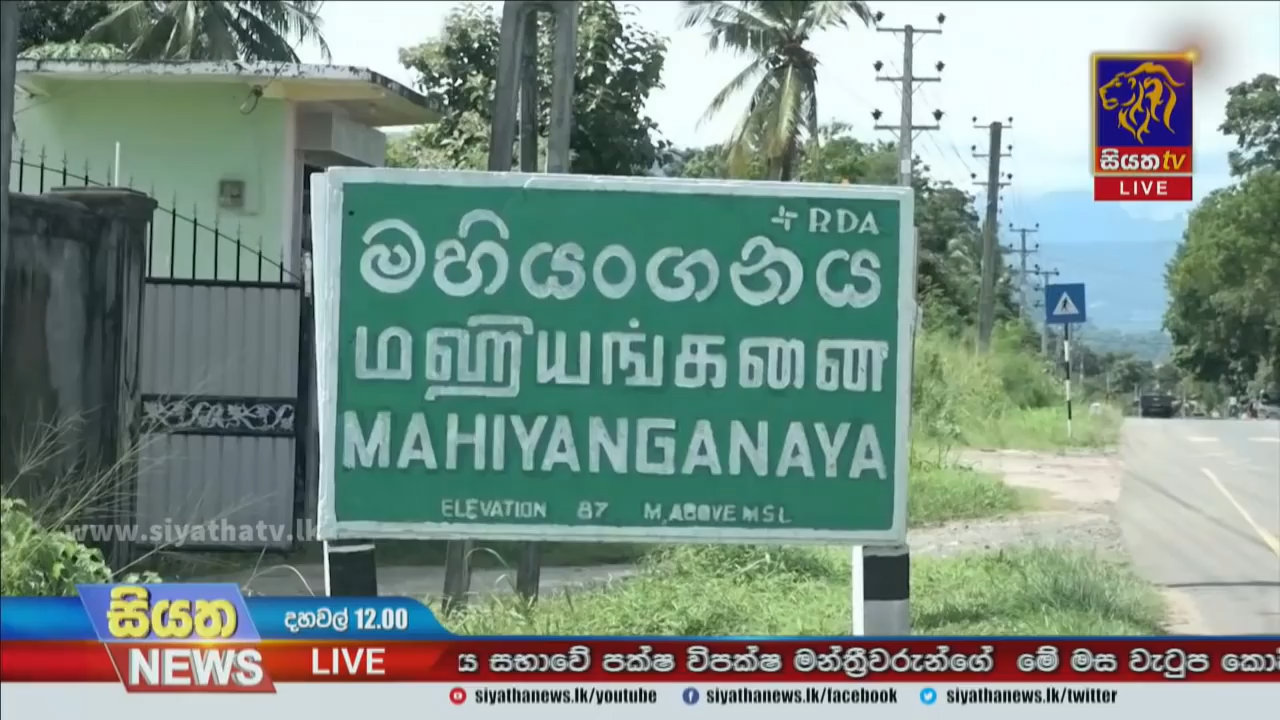 සියත tv
LIVE
RDA
මහියංගනය
மஹியங்கனை
MAHIYANGANAYA
ELEVATION 87 M. ABOVE MSL
www.siyathatv.lk
සියත
දහවල් 12.00
NEWS
LIVE
ය සභාවේ පක්ෂ විපක්ෂ මන්ත්‍රීවරුන්ගේ මේ මස වැටුප
siyathanews.lk/youtube siyathanews.lk/facebook siyathanews.lk/twitter